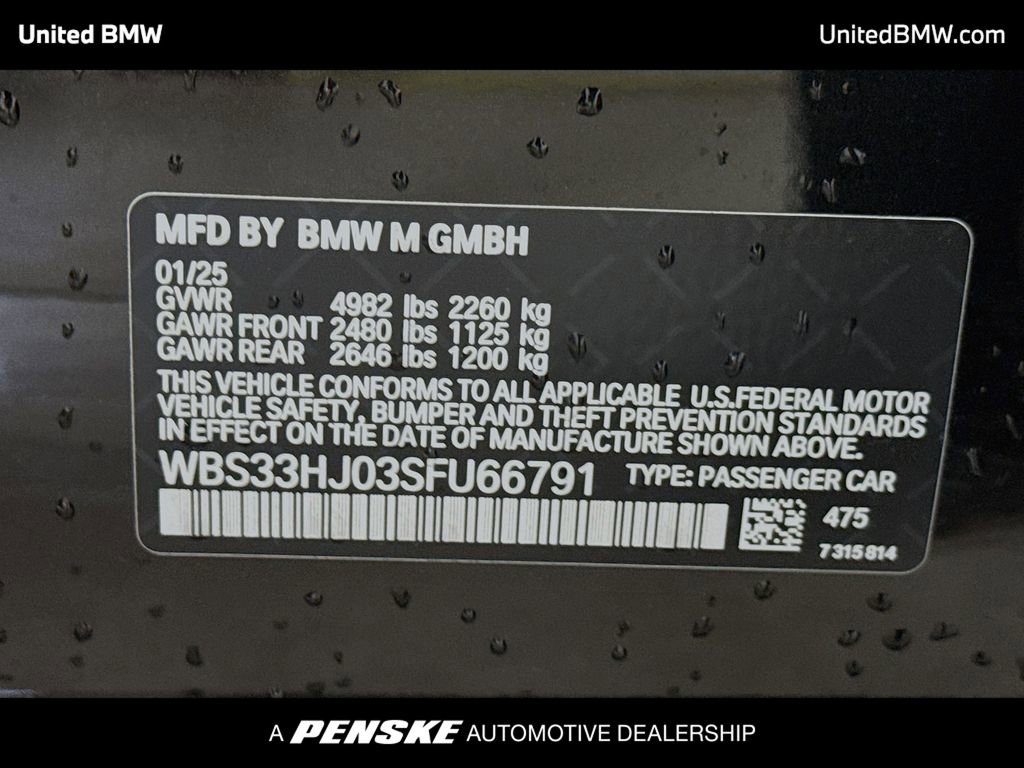 United BMW
UnitedBMW.com
MFD BY BMW M GMBH
01/25
GVWR 4982 lbs 2260 kg
GAWR FRONT 2480 lbs 1125 kg
GAWR REAR 2646 lbs 1200 kg
THIS VEHICLE CONFORMS TO ALL APPLICABLE U.S.FEDERAL MOTOR
VEHICLE SAFETY, BUMPER AND THEFT PREVENTION STANDARDS
IN EFFECT ON THE DATE OF MANUFACTURE SHOWN ABOVE.
WBS33HJ03SFU66791 TYPE: PASSENGER CAR
475
7315814
A PENSKE AUTOMOTIVE DEALERSHIP